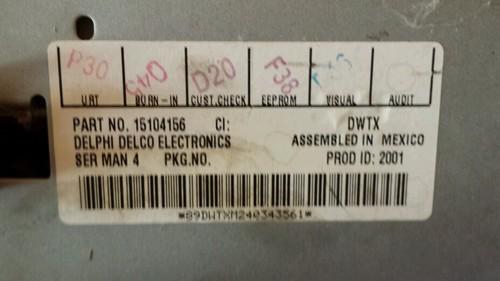 P30 D43 D20 F38
URT BURN-IN CUST.CHECK EEPROM VISUAL AUDIT
PART NO. 15104156 CI: DWTX
DELPHI DELCO ELECTRONICS ASSEMBLED IN MEXICO
SER MAN 4 PKG.NO. PROD ID: 2001
*89DWTXM240343561*